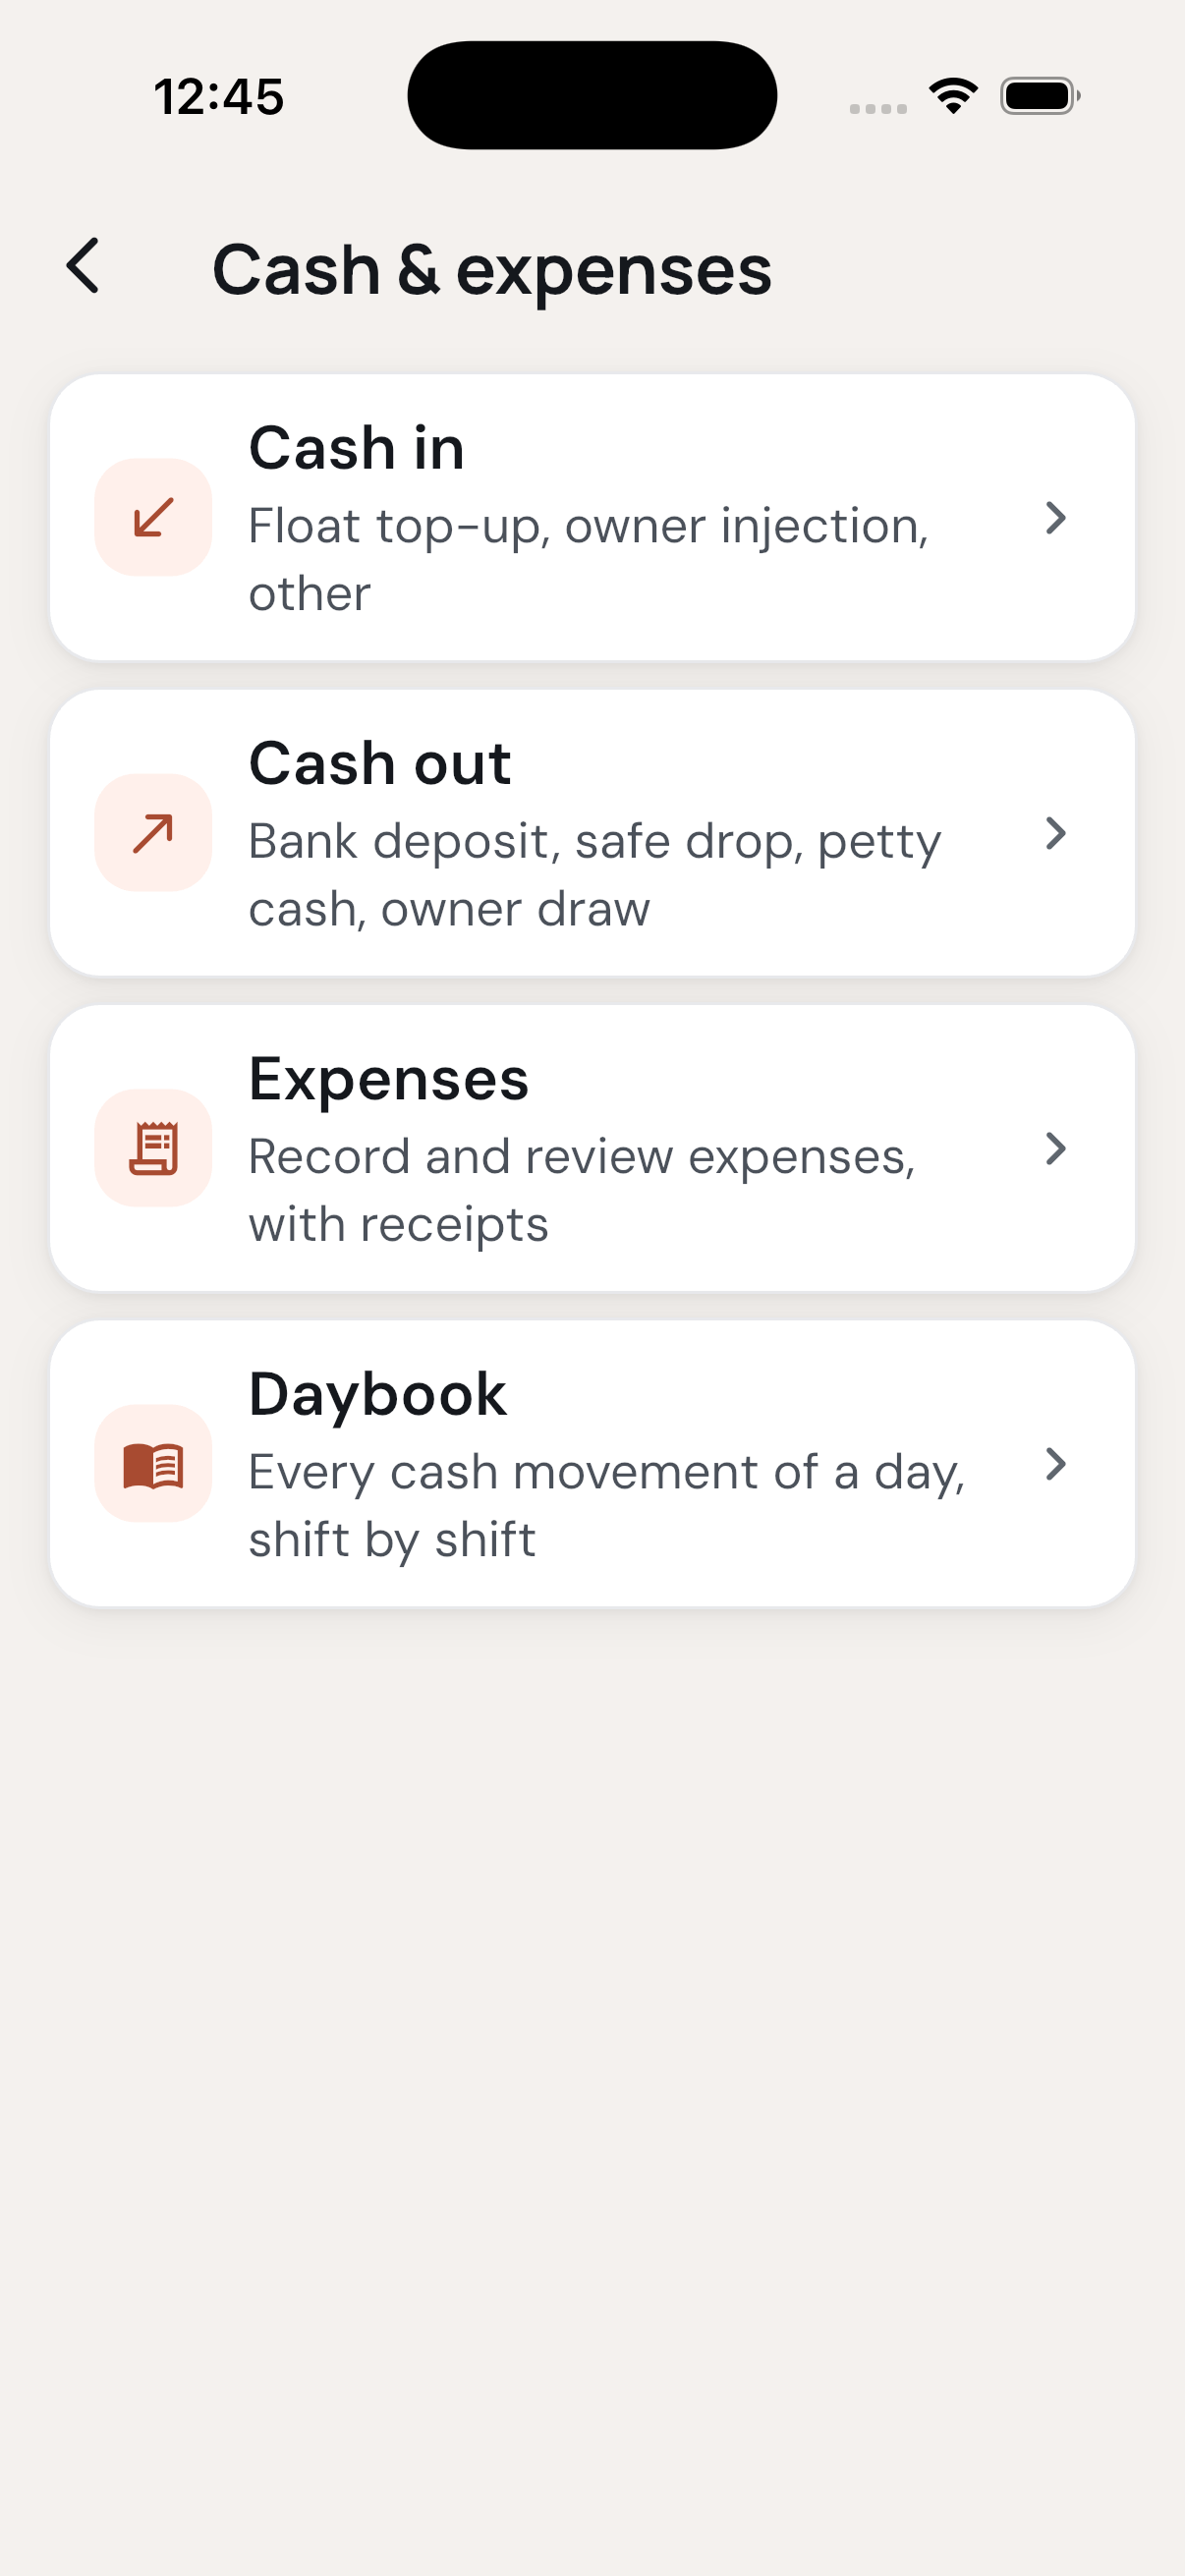 12:45
Cash & expenses
Cash in
Float top-up, owner injection,
other
Cash out
Bank deposit, safe drop, petty
cash, owner draw
Expenses
Record and review expenses,
with receipts
Daybook
Every cash movement of a day,
shift by shift